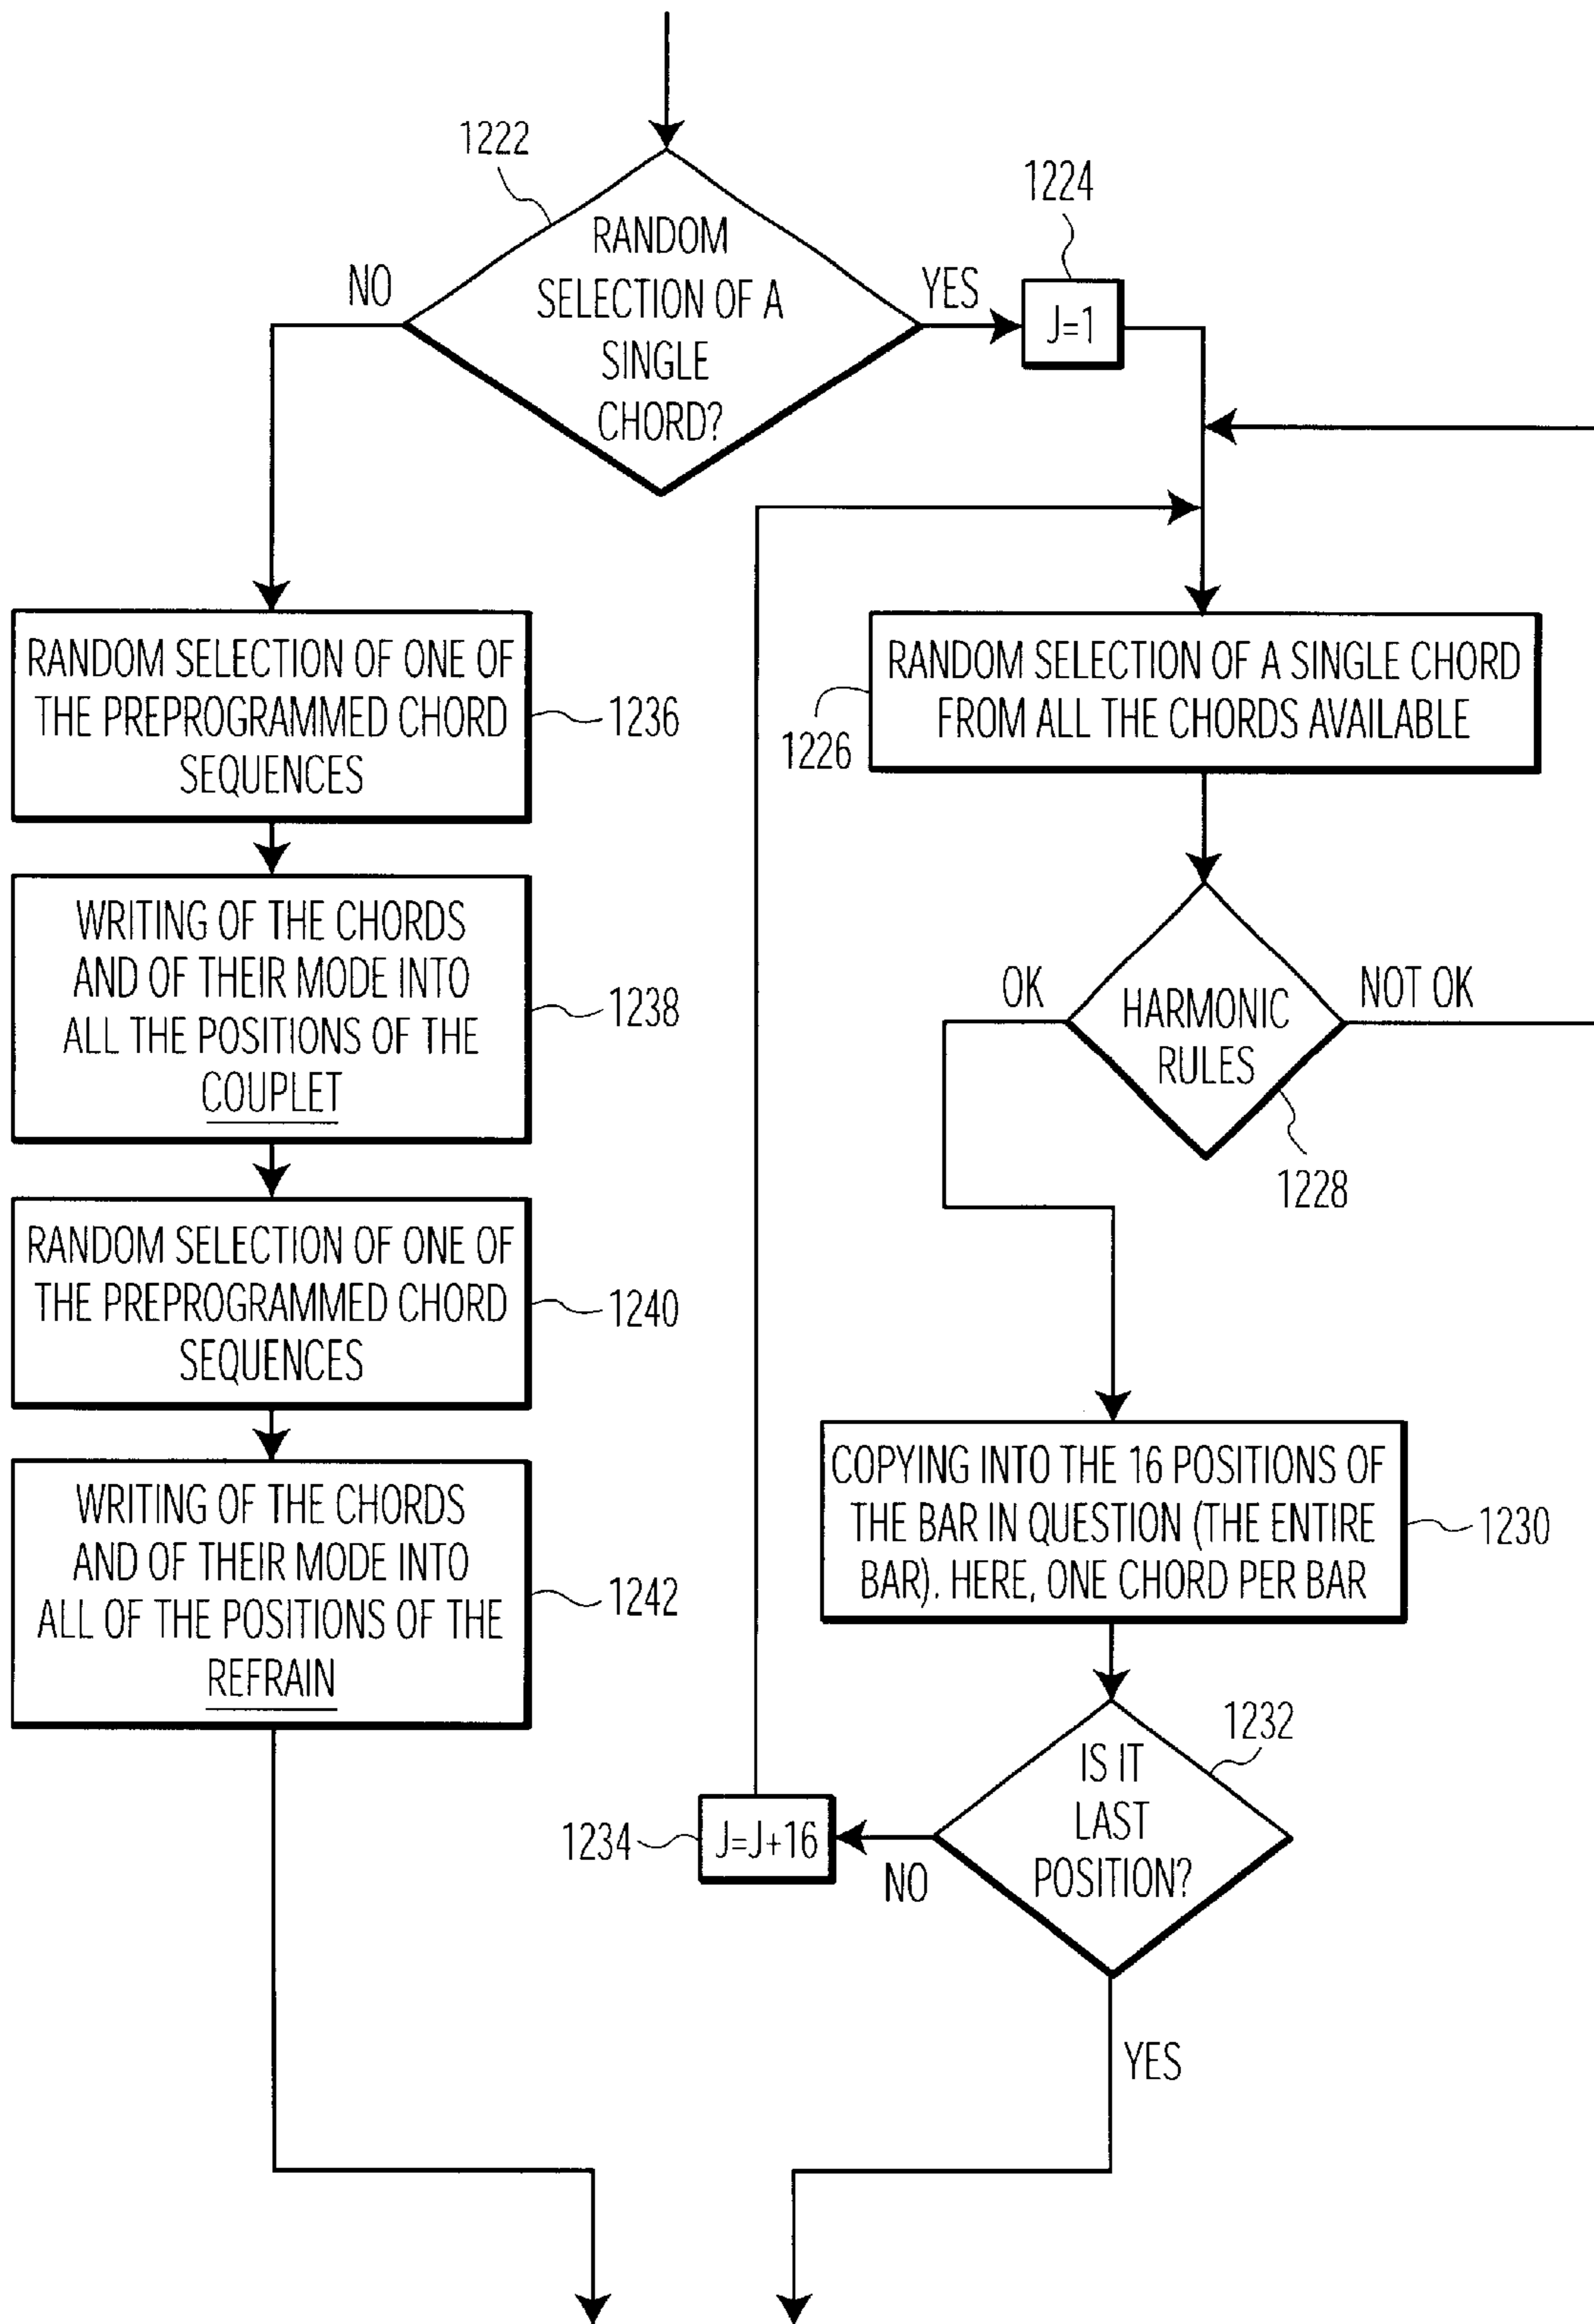 1222
RANDOM
SELECTION OF A
SINGLE
CHORD?
NO
YES
1224
J=1
RANDOM SELECTION OF ONE OF
THE PREPROGRAMMED CHORD
SEQUENCES
1236
RANDOM SELECTION OF A SINGLE CHORD
FROM ALL THE CHORDS AVAILABLE
1226
WRITING OF THE CHORDS
AND OF THEIR MODE INTO
ALL THE POSITIONS OF THE
COUPLET
1238
OK
HARMONIC
RULES
NOT OK
1228
RANDOM SELECTION OF ONE OF
THE PREPROGRAMMED CHORD
SEQUENCES
1240
COPYING INTO THE 16 POSITIONS OF
THE BAR IN QUESTION (THE ENTIRE
BAR). HERE, ONE CHORD PER BAR
1230
WRITING OF THE CHORDS
AND OF THEIR MODE INTO
ALL OF THE POSITIONS OF THE
REFRAIN
1242
1232
IS IT
LAST
POSITION?
1234
J=J+16
NO
YES